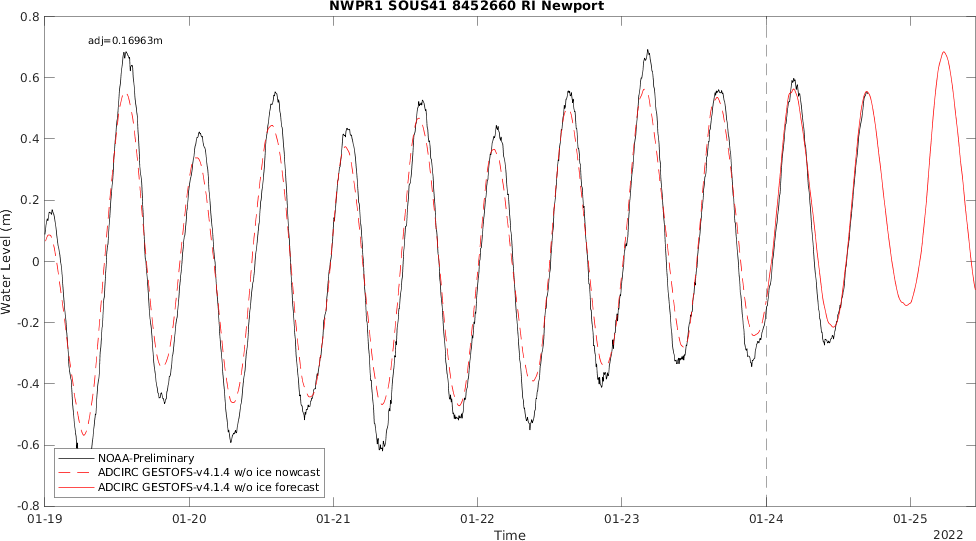 NWPR1 SOUS41 8452660 RI Newport
adj=0.16963m
0.8
0.6
0.4
0.2
0
-0.2
-0.4
-0.6
-0.8
Water Level (m)
NOAA-Preliminary
ADCIRC GESTOFS-v4.1.4 w/o ice nowcast
ADCIRC GESTOFS-v4.1.4 w/o ice forecast
01-19
01-20
01-21
01-22
01-23
01-24
01-25
Time
2022